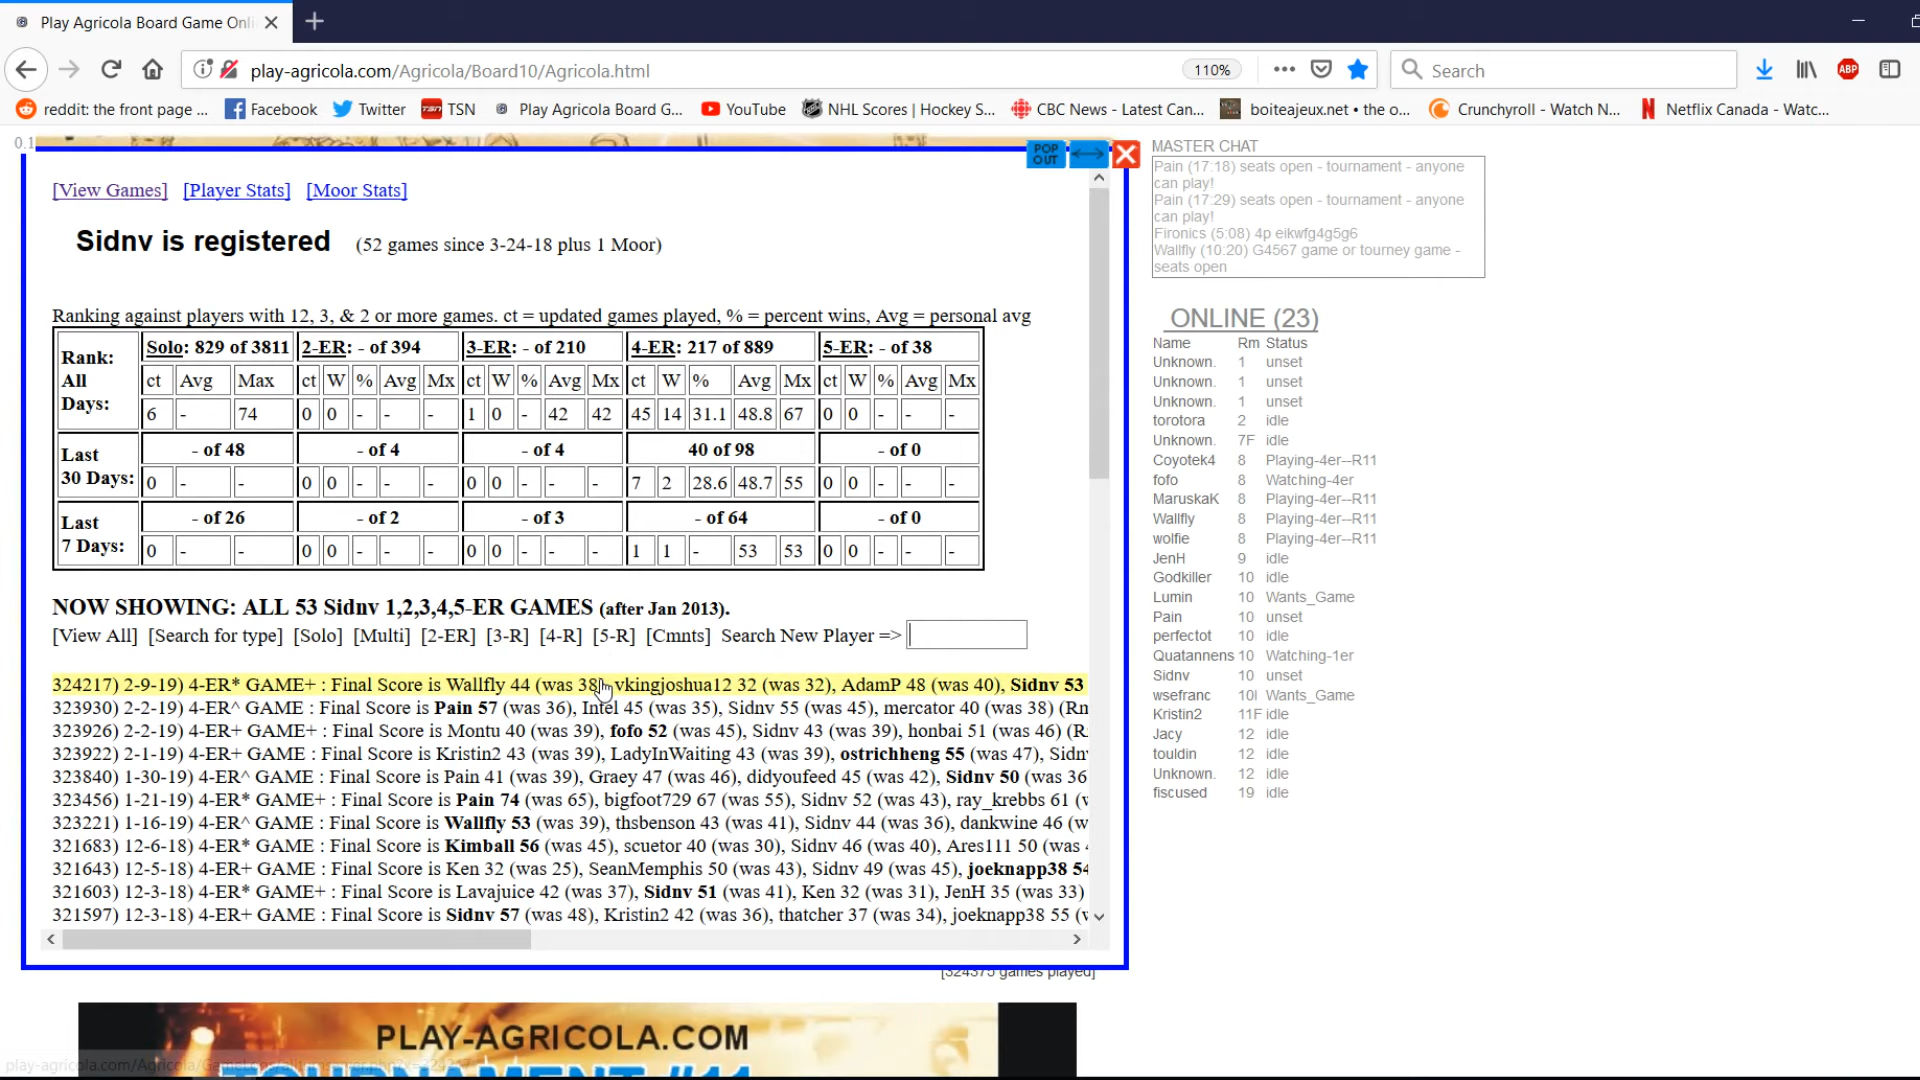 Play Agricola Board Game Onli
play-agricola.com/Agricola/Board10/Agricola.html
110%
Search
reddit: the front page ...
Facebook
Twitter
TSN
Play Agricola Board G...
YouTube
NHL Scores | Hockey S...
CBC News - Latest Can...
boiteajeux.net • the o...
Crunchyroll - Watch N...
Netflix Canada - Watc...
ABP
0.1
POP
OUT
[View Games] [Player Stats] [Moor Stats]
Sidnv is registered (52 games since 3-24-18 plus 1 Moor)
Ranking against players with 12, 3, & 2 or more games. ct = updated games played, % = percent wins, Avg = personal avg
Rank: All Days: Solo: 829 of 3811 2-ER: - of 394 3-ER: - of 210 4-ER: 217 of 889 5-ER: - of 38
ct Avg Max ct W % Avg Mx ct W % Avg Mx ct W % Avg Mx ct W % Avg Mx
6 - 74 0 0 - - - 1 0 - 42 42 45 14 31.1 48.8 67 0 0 - - -
Last 30 Days: - of 48 - of 4 - of 4 40 of 98 - of 0
0 - - 0 0 - - - 0 0 - - - 7 2 28.6 48.7 55 0 0 - - -
Last 7 Days: - of 26 - of 2 - of 3 - of 64 - of 0
0 - - 0 0 - - - 0 0 - - - 1 1 - 53 53 0 0 - - -
NOW SHOWING: ALL 53 Sidnv 1,2,3,4,5-ER GAMES (after Jan 2013).
[View All] [Search for type] [Solo] [Multi] [2-ER] [3-R] [4-R] [5-R] [Cmnts] Search New Player =>
324217) 2-9-19) 4-ER* GAME+ : Final Score is Wallfly 44 (was 38), vkingjoshua12 32 (was 32), AdamP 48 (was 40), Sidnv 53
323930) 2-2-19) 4-ER^ GAME : Final Score is Pain 57 (was 36), Intel 45 (was 35), Sidnv 55 (was 45), mercator 40 (was 38) (Rm
323926) 2-2-19) 4-ER+ GAME+ : Final Score is Montu 40 (was 39), fofo 52 (was 45), Sidnv 43 (was 39), honbai 51 (was 46) (R
323922) 2-1-19) 4-ER+ GAME : Final Score is Kristin2 43 (was 39), LadyInWaiting 43 (was 39), ostrichheng 55 (was 47), Sidn
323840) 1-30-19) 4-ER^ GAME : Final Score is Pain 41 (was 39), Graey 47 (was 46), didyoufeed 45 (was 42), Sidnv 50 (was 36
323456) 1-21-19) 4-ER* GAME+ : Final Score is Pain 74 (was 65), bigfoot729 67 (was 55), Sidnv 52 (was 43), ray_krebbs 61 (w
323221) 1-16-19) 4-ER^ GAME : Final Score is Wallfly 53 (was 39), thsbenson 43 (was 41), Sidnv 44 (was 36), dankwine 46 (w
321683) 12-6-18) 4-ER* GAME : Final Score is Kimball 56 (was 45), scuetor 40 (was 30), Sidnv 46 (was 40), Ares111 50 (was
321643) 12-5-18) 4-ER+ GAME : Final Score is Ken 32 (was 25), SeanMemphis 50 (was 43), Sidnv 49 (was 45), joeknapp38 54
321603) 12-3-18) 4-ER* GAME+ : Final Score is Lavajuice 42 (was 37), Sidnv 51 (was 41), Ken 32 (was 31), JenH 35 (was 33)
321597) 12-3-18) 4-ER+ GAME : Final Score is Sidnv 57 (was 48), Kristin2 42 (was 36), thatcher 37 (was 34), joeknapp38 55 (w
[324375 games played]
PLAY-AGRICOLA.COM
TOURNAMENT #11
MASTER CHAT
Pain (17:18) seats open - tournament - anyone
can play!
Pain (17:29) seats open - tournament - anyone
can play!
Fironics (5:08) 4p eikwfg4g5g6
Wallfly (10:20) G4567 game or tourney game -
seats open
ONLINE (23)
Name Rm Status
Unknown. 1 unset
Unknown. 1 unset
Unknown. 1 unset
torotora 2 idle
Unknown. 7F idle
Coyotek4 8 Playing-4er--R11
fofo 8 Watching-4er
MaruskaK 8 Playing-4er--R11
Wallfly 8 Playing-4er--R11
wolfie 8 Playing-4er--R11
JenH 9 idle
Godkiller 10 idle
Lumin 10 Wants_Game
Pain 10 unset
perfectot 10 idle
Quatannens 10 Watching-1er
Sidnv 10 unset
wsefranc 10I Wants_Game
Kristin2 11F idle
Jacy 12 idle
touldin 12 idle
Unknown. 12 idle
fiscused 19 idle